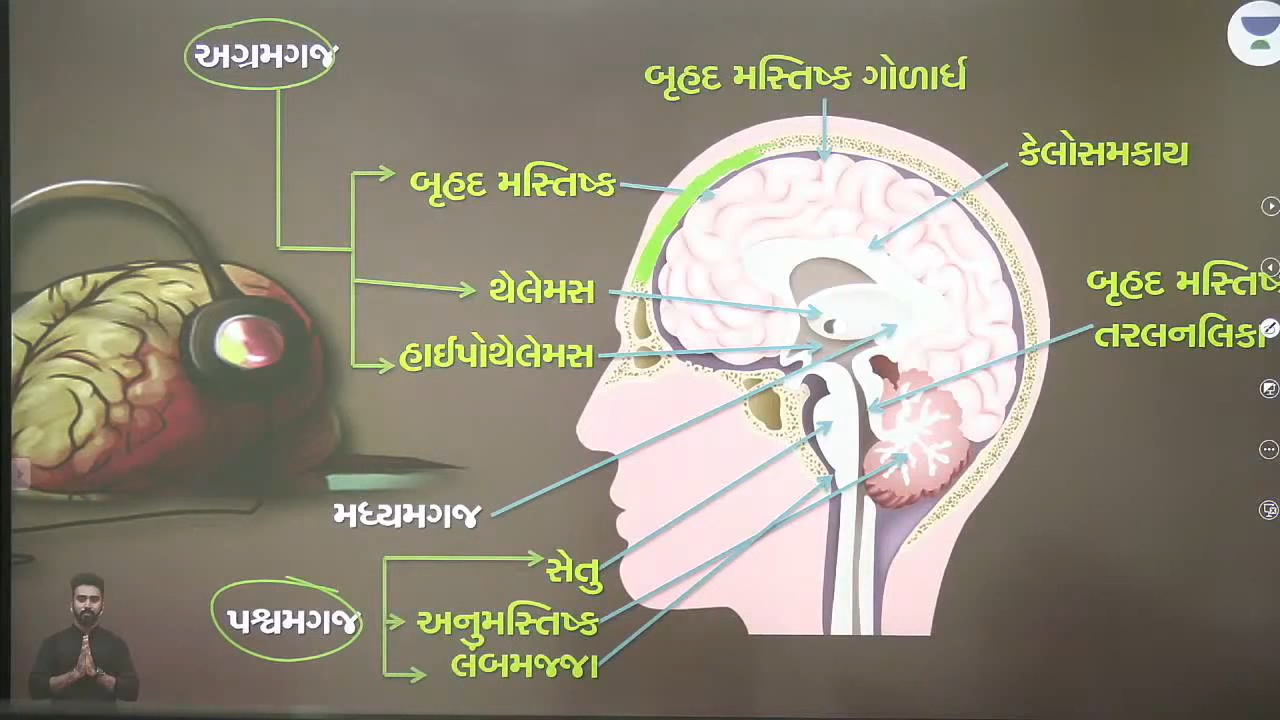 અગ્રમગજ
બૃહદ મસ્તિષ્ક ગોળાર્ધ
કેલોસમકાય
બૃહદ મસ્તિષ્ક
થેલેમસ
હાઈપોથેલેમસ
બૃહદ મસ્તિષ્
તરલનલિકા
મધ્યમગજ
પશ્વમગજ
સેતુ
અનુમસ્તિષ્ક
લંબમજ્જા